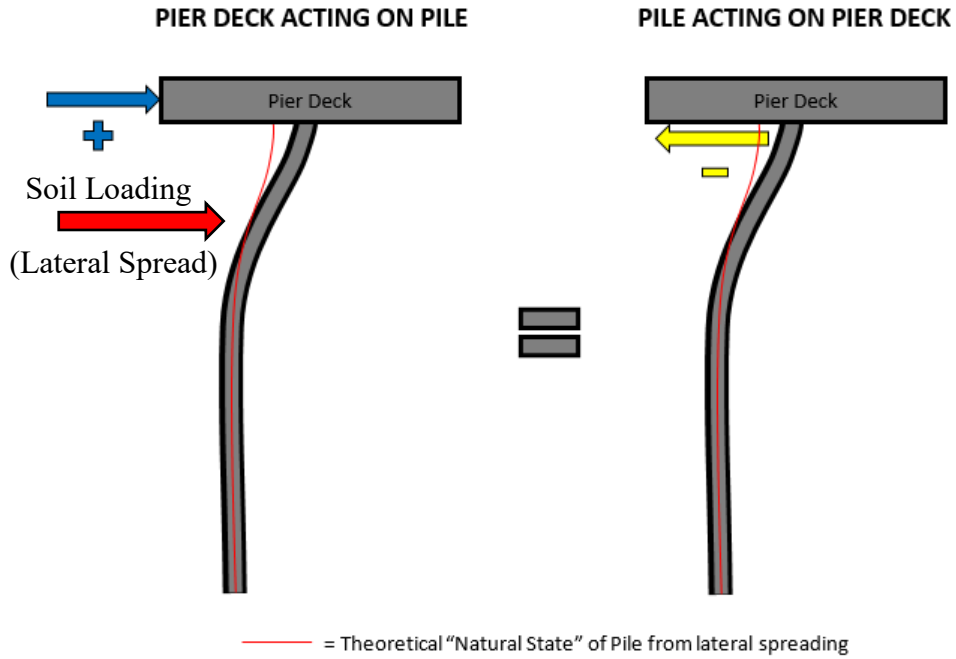 PIER DECK ACTING ON PILE
PILE ACTING ON PIER DECK
Pier Deck
Pier Deck
Soil Loading
(Lateral Spread)
= Theoretical “Natural State” of Pile from lateral spreading